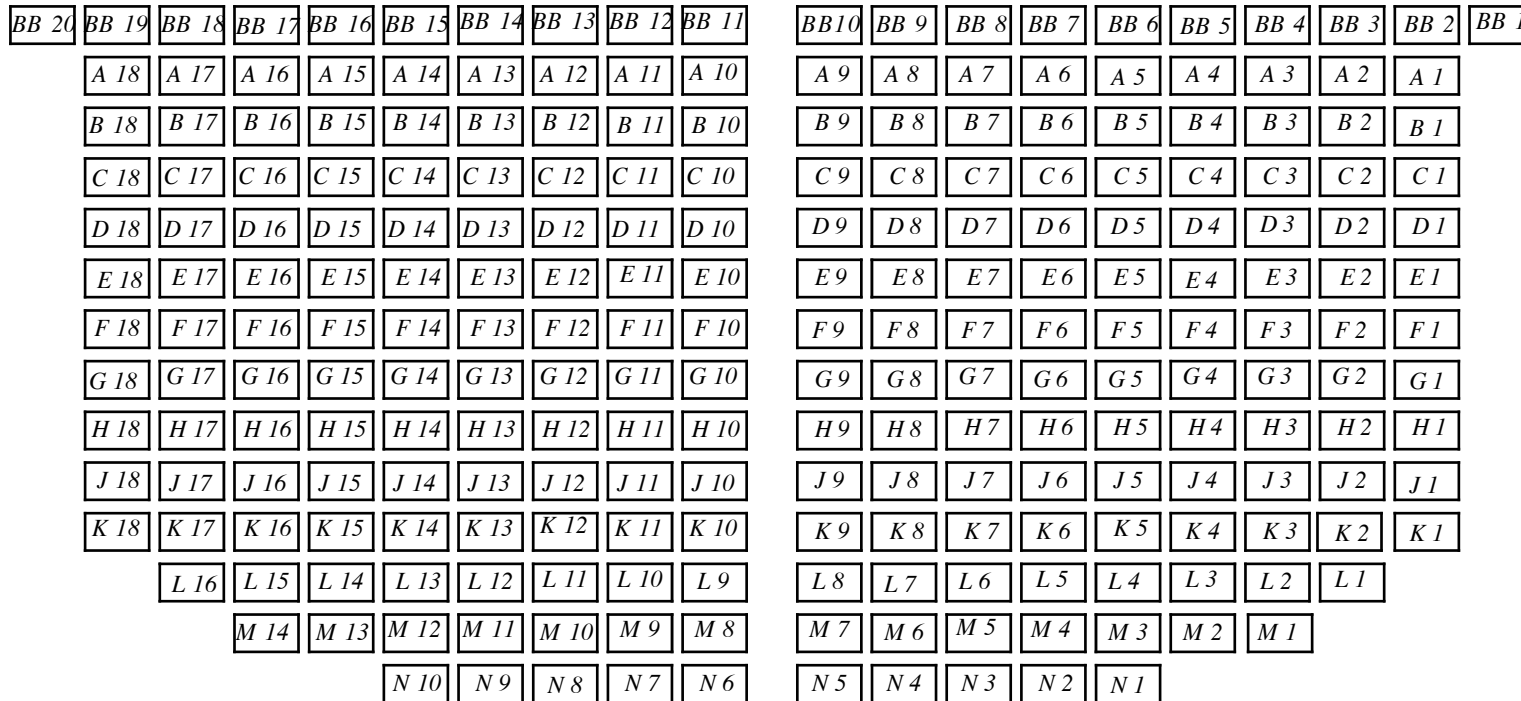 BB 20 BB 19 BB 18 BB 17 BB 16 BB 15 BB 14 BB 13 BB 12 BB 11 BB10 BB 9 BB 8 BB 7 BB 6 BB 5 BB 4 BB 3 BB 2 BB 1
A 18 A 17 A 16 A 15 A 14 A 13 A 12 A 11 A 10 A 9 A 8 A 7 A 6 A 5 A 4 A 3 A 2 A 1
B 18 B 17 B 16 B 15 B 14 B 13 B 12 B 11 B 10 B 9 B 8 B 7 B 6 B 5 B 4 B 3 B 2 B 1
C 18 C 17 C 16 C 15 C 14 C 13 C 12 C 11 C 10 C 9 C 8 C 7 C 6 C 5 C 4 C 3 C 2 C 1
D 18 D 17 D 16 D 15 D 14 D 13 D 12 D 11 D 10 D 9 D 8 D 7 D 6 D 5 D 4 D 3 D 2 D 1
E 18 E 17 E 16 E 15 E 14 E 13 E 12 E 11 E 10 E 9 E 8 E 7 E 6 E 5 E 4 E 3 E 2 E 1
F 18 F 17 F 16 F 15 F 14 F 13 F 12 F 11 F 10 F 9 F 8 F 7 F 6 F 5 F 4 F 3 F 2 F 1
G 18 G 17 G 16 G 15 G 14 G 13 G 12 G 11 G 10 G 9 G 8 G 7 G 6 G 5 G 4 G 3 G 2 G 1
H 18 H 17 H 16 H 15 H 14 H 13 H 12 H 11 H 10 H 9 H 8 H 7 H 6 H 5 H 4 H 3 H 2 H 1
J 18 J 17 J 16 J 15 J 14 J 13 J 12 J 11 J 10 J 9 J 8 J 7 J 6 J 5 J 4 J 3 J 2 J 1
K 18 K 17 K 16 K 15 K 14 K 13 K 12 K 11 K 10 K 9 K 8 K 7 K 6 K 5 K 4 K 3 K 2 K 1
L 16 L 15 L 14 L 13 L 12 L 11 L 10 L 9 L 8 L 7 L 6 L 5 L 4 L 3 L 2 L 1
M 14 M 13 M 12 M 11 M 10 M 9 M 8 M 7 M 6 M 5 M 4 M 3 M 2 M 1
N 10 N 9 N 8 N 7 N 6 N 5 N 4 N 3 N 2 N 1